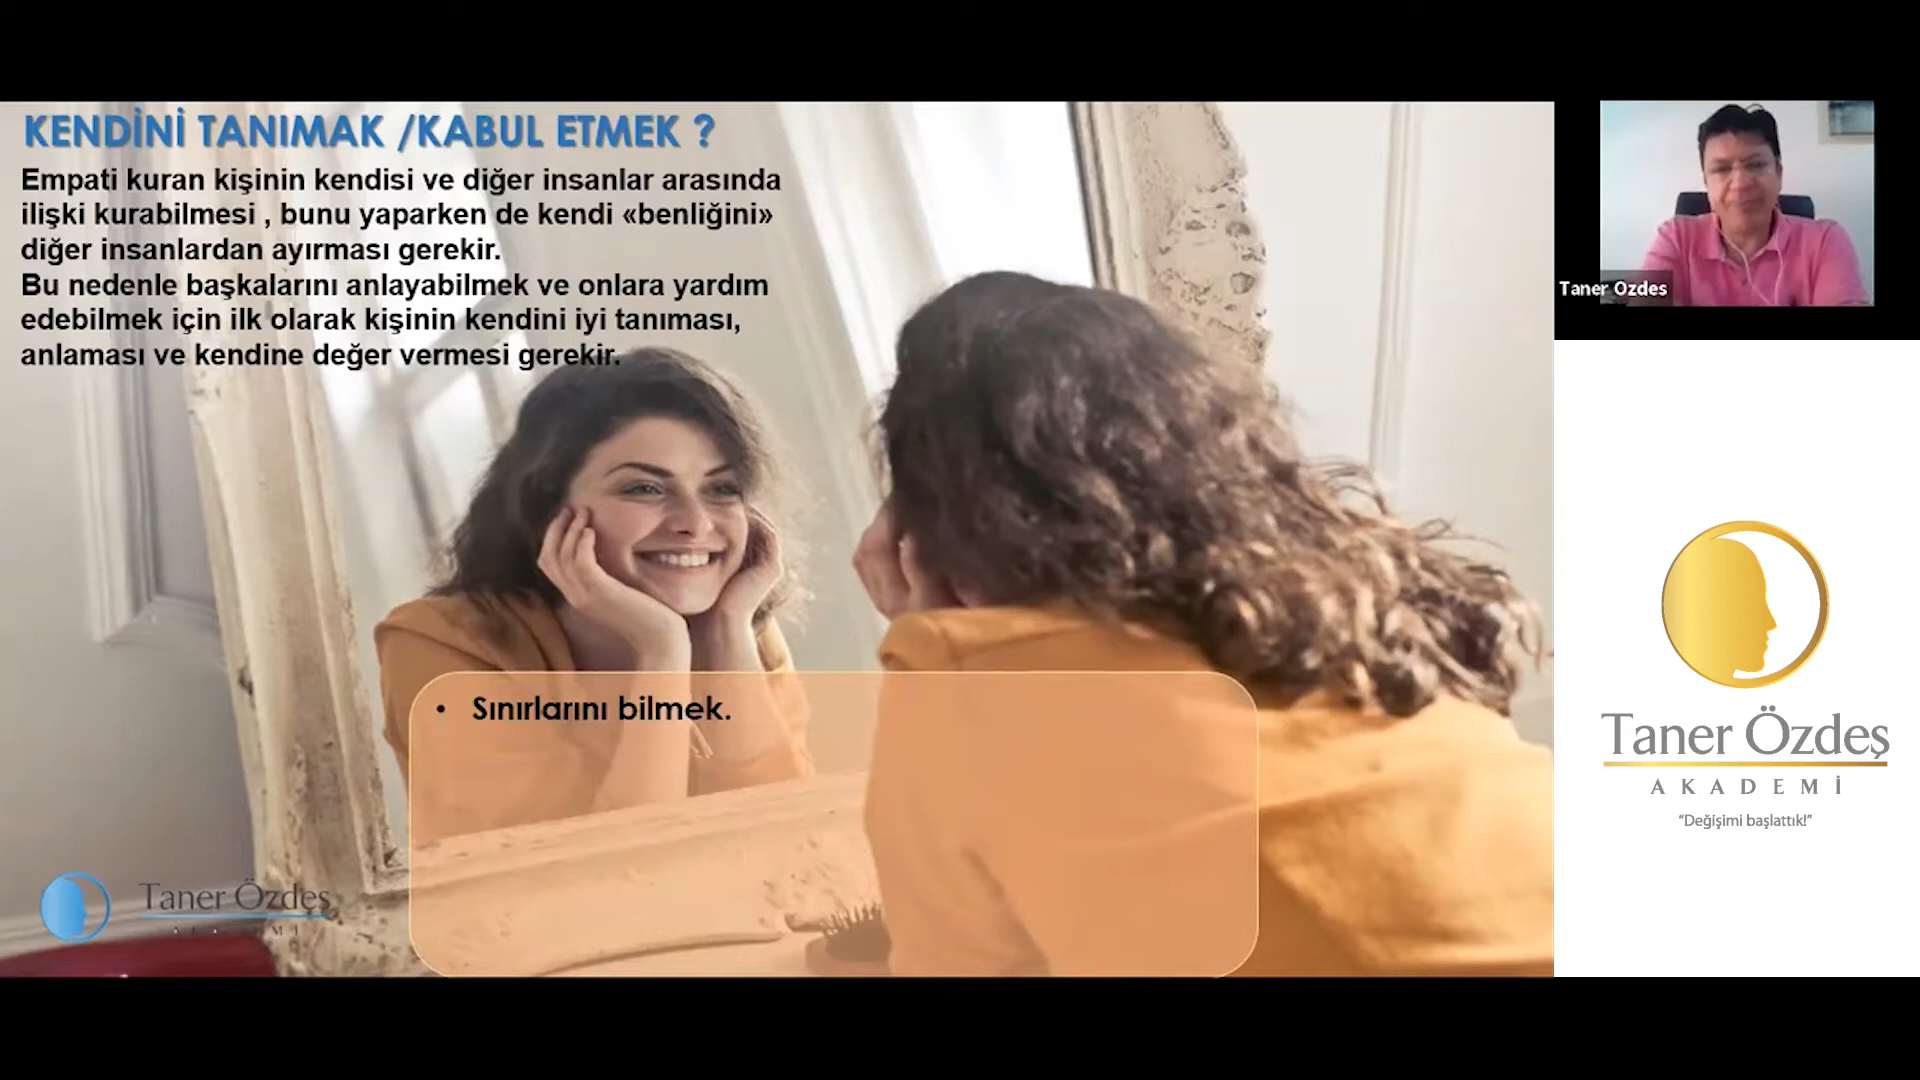 KENDİNİ TANIMAK /KABUL ETMEK ?
Empati kuran kişinin kendisi ve diğer insanlar arasında
ilişki kurabilmesi , bunu yaparken de kendi «benliğini»
diğer insanlardan ayırması gerekir.
Bu nedenle başkalarını anlayabilmek ve onlara yardım
edebilmek için ilk olarak kişinin kendini iyi tanıması,
anlaması ve kendine değer vermesi gerekir.
• Sınırlarını bilmek.
Taner Özdeş
Taner Ozdes
Taner Özdeş
AKADEMİ
“Değişimi başlattık!”